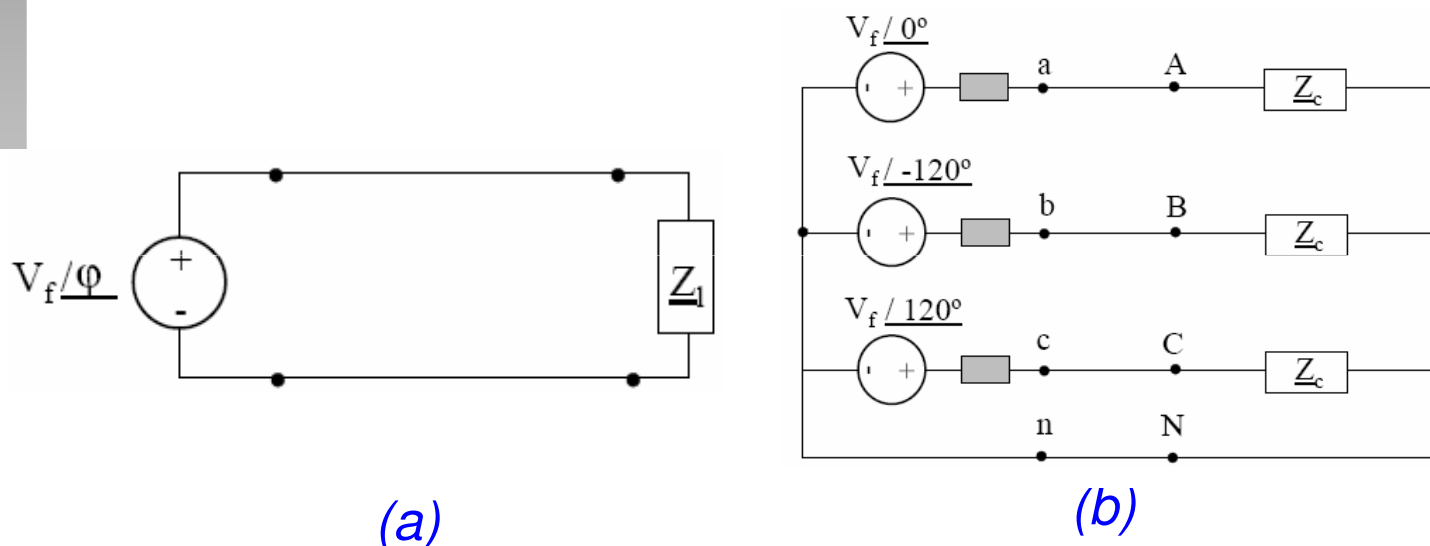 V_f /φ
+
-
Z_l
(a)
V_f / 0º
- +
a A
Z_c
V_f / -120º
- +
b B
Z_c
V_f / 120º
- +
c C
Z_c
n N
(b)